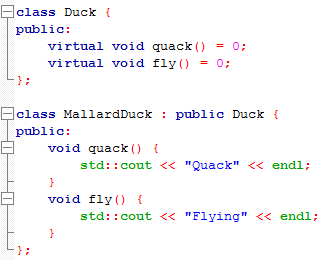 class Duck {
public:
    virtual void quack() = 0;
    virtual void fly() = 0;
};

class MallardDuck : public Duck {
public:
    void quack() {
        std::cout << "Quack" << endl;
    }
    void fly() {
        std::cout << "Flying" << endl;
    }
};